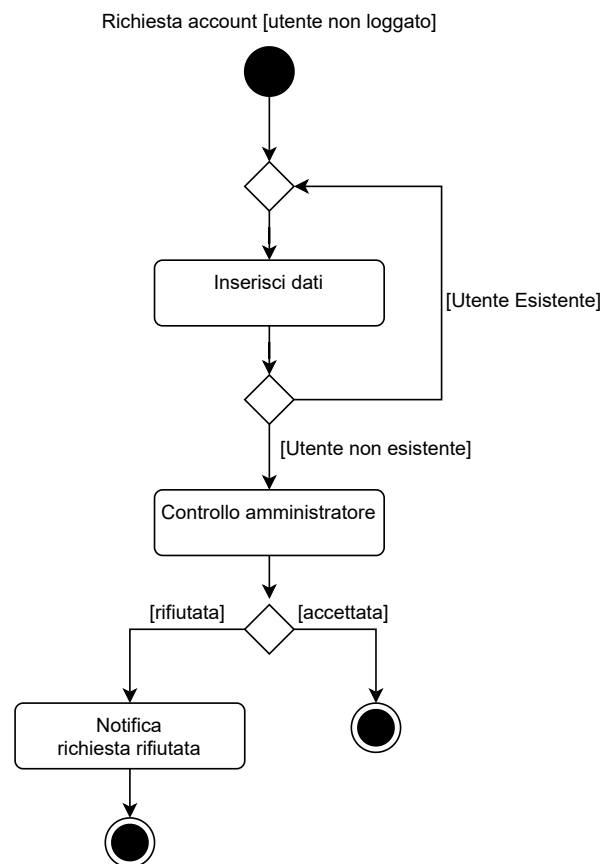 Richiesta account [utente non loggato]
Inserisci dati
[Utente Esistente]
[Utente non esistente]
Controllo amministratore
[rifiutata]
[accettata]
Notifica
richiesta rifiutata